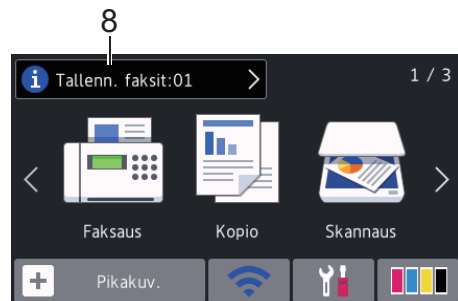 8
Tallenn. faksit:01
1 / 3
Faksaus Kopio Skannaus
Pikakuv.